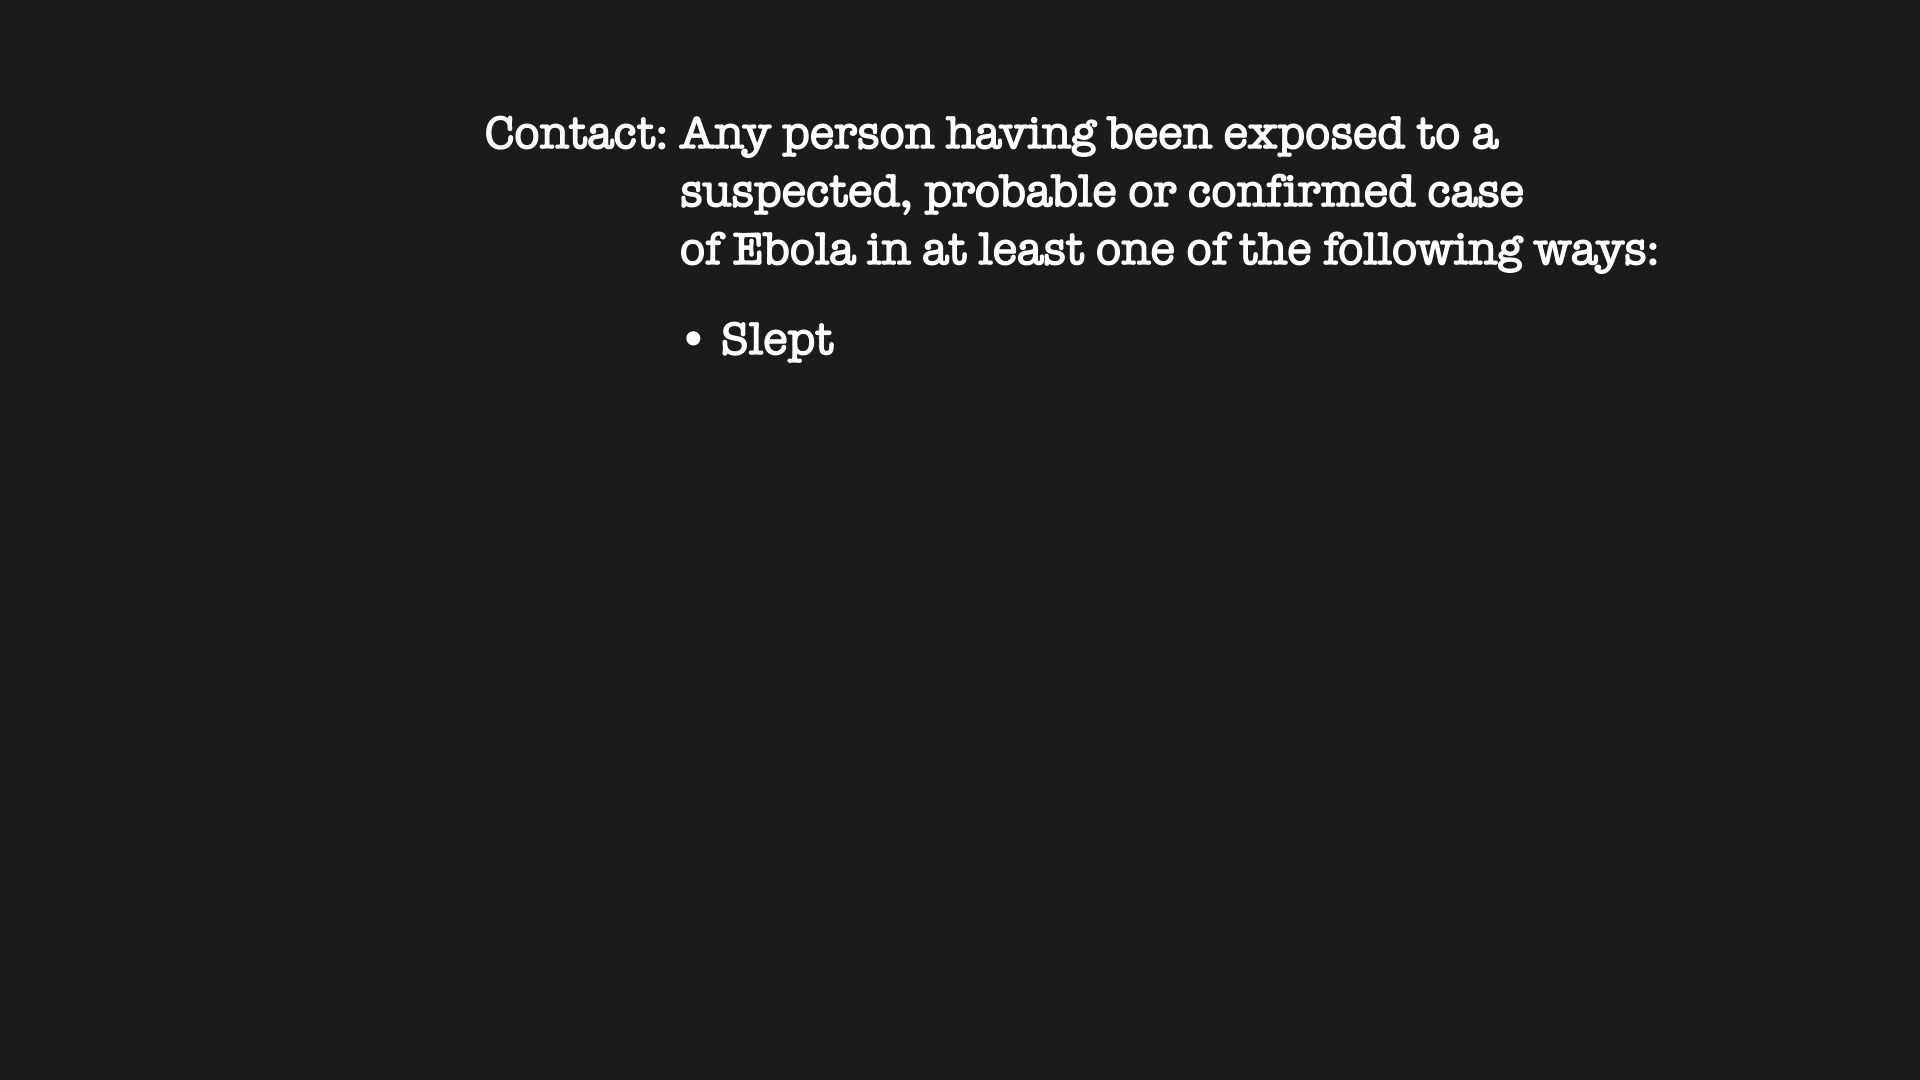 Contact: Any person having been exposed to a
suspected, probable or confirmed case
of Ebola in at least one of the following ways:
• Slept